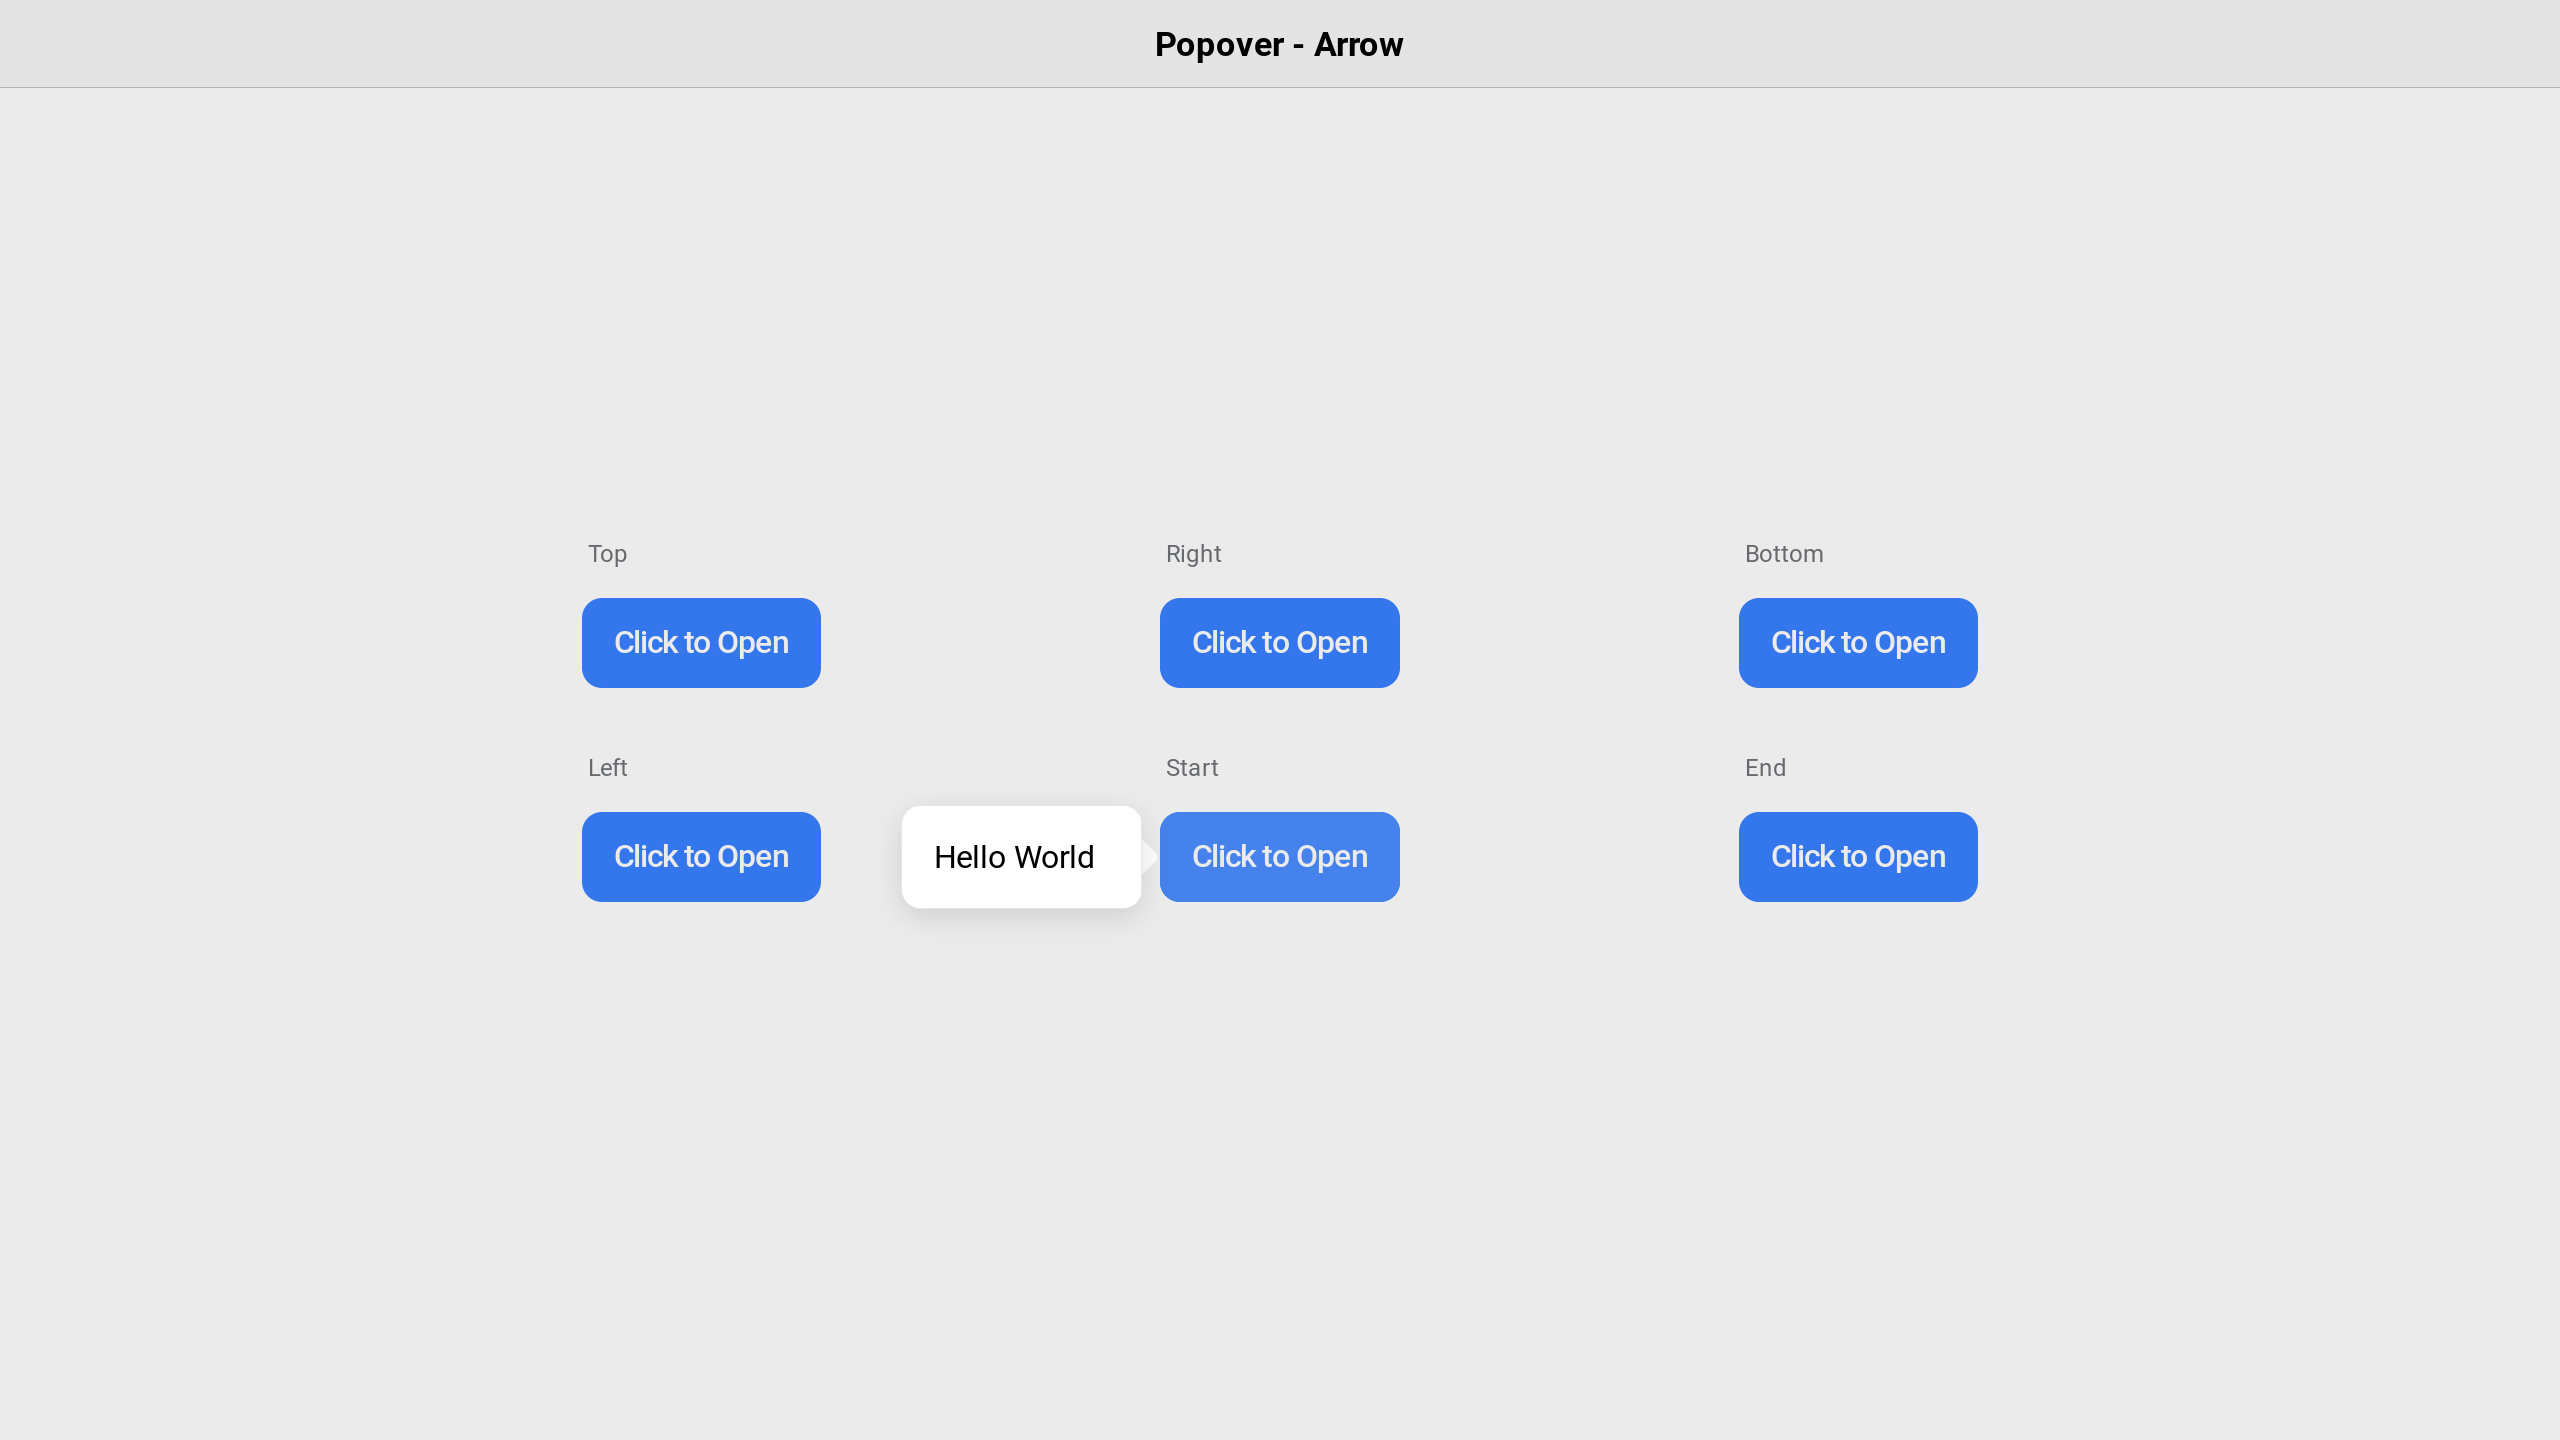 Popover - Arrow
Top
Right
Bottom
Click to Open
Click to Open
Click to Open
Left
Start
End
Click to Open
Hello World
Click to Open
Click to Open